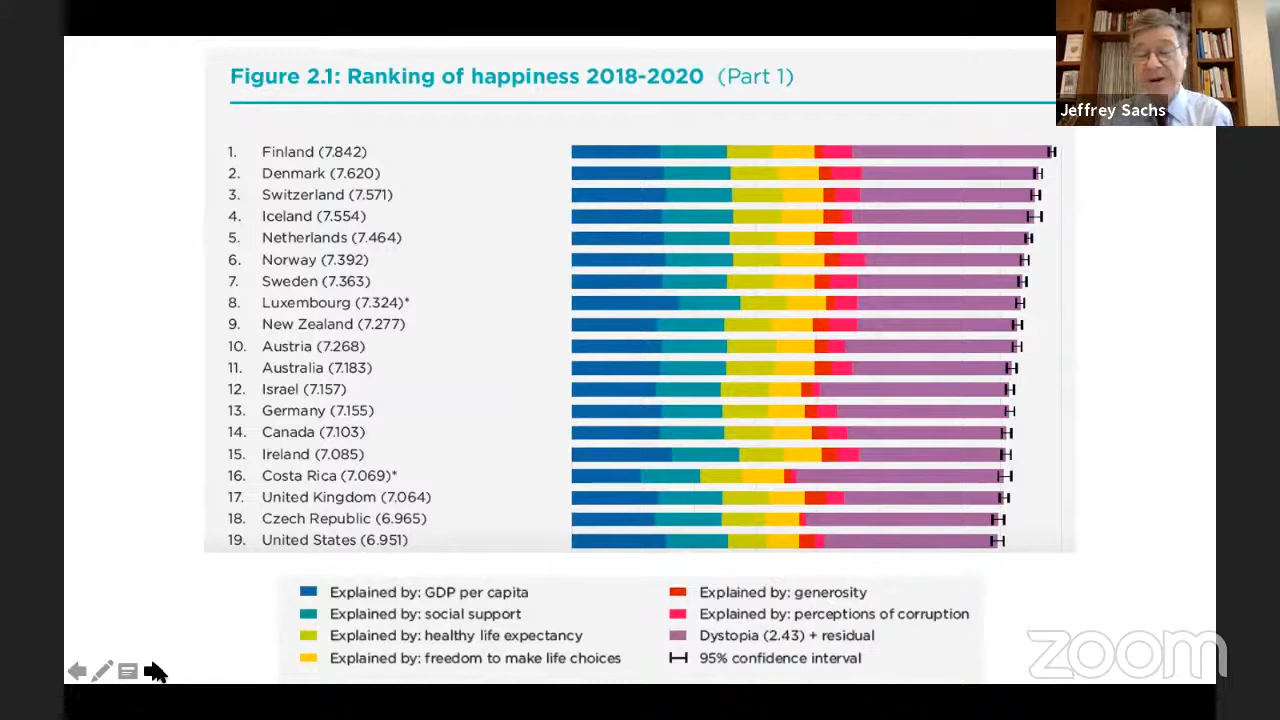 Figure 2.1: Ranking of happiness 2018-2020 (Part 1)
Jeffrey Sachs
1. Finland (7.842)
2. Denmark (7.620)
3. Switzerland (7.571)
4. Iceland (7.554)
5. Netherlands (7.464)
6. Norway (7.392)
7. Sweden (7.363)
8. Luxembourg (7.324)*
9. New Zealand (7.277)
10. Austria (7.268)
11. Australia (7.183)
12. Israel (7.157)
13. Germany (7.155)
14. Canada (7.103)
15. Ireland (7.085)
16. Costa Rica (7.069)*
17. United Kingdom (7.064)
18. Czech Republic (6.965)
19. United States (6.951)
Explained by: GDP per capita
Explained by: social support
Explained by: healthy life expectancy
Explained by: freedom to make life choices
Explained by: generosity
Explained by: perceptions of corruption
Dystopia (2.43) + residual
95% confidence interval
zoom